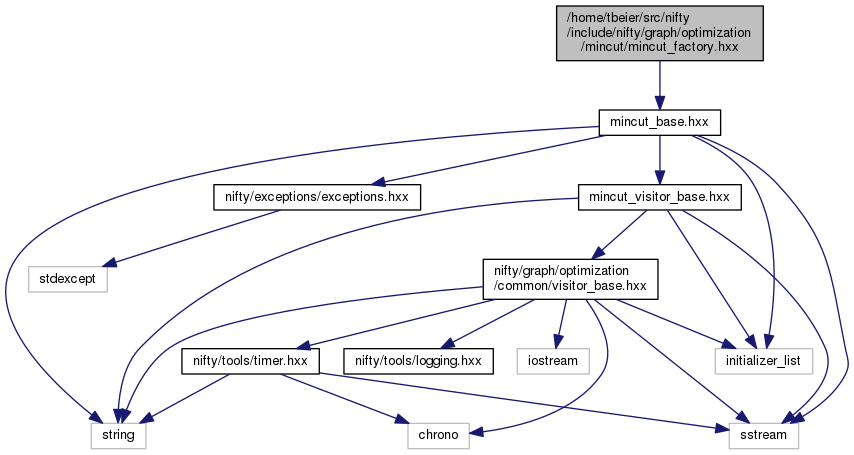 /home/tbeier/src/nifty
/include/nifty/graph/optimization
/mincut/mincut_factory.hxx
mincut_base.hxx
nifty/exceptions/exceptions.hxx
mincut_visitor_base.hxx
stdexcept
nifty/graph/optimization
/common/visitor_base.hxx
nifty/tools/timer.hxx
nifty/tools/logging.hxx
iostream
initializer_list
string
chrono
sstream